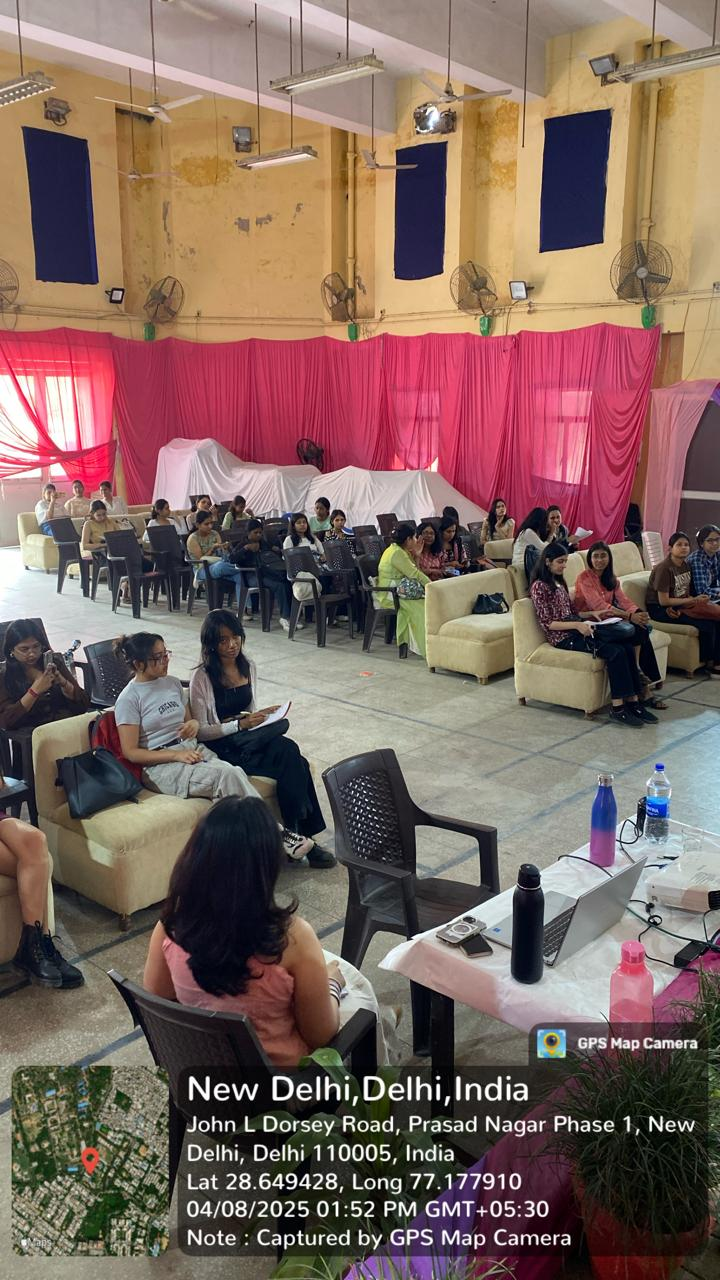 CHICAGO
GPS Map Camera
New Delhi,Delhi,India
John L Dorsey Road, Prasad Nagar Phase 1, New
Delhi, Delhi 110005, India
Lat 28.649428, Long 77.177910
04/08/2025 01:52 PM GMT+05:30
Note : Captured by GPS Map Camera
Maps